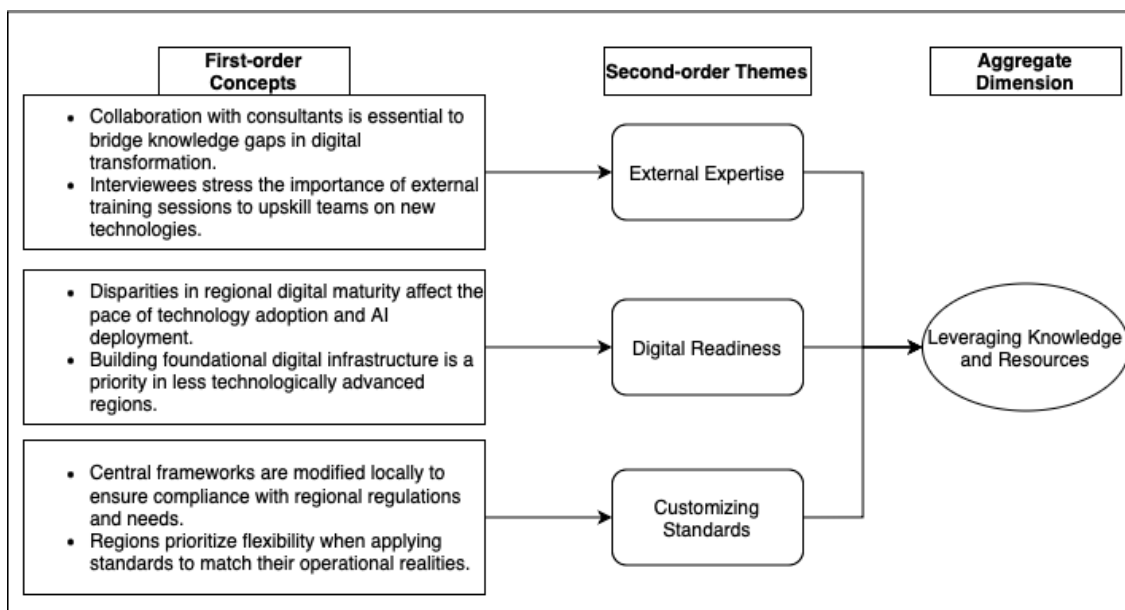 First-order
Concepts
Second-order Themes
Aggregate
Dimension
• Collaboration with consultants is essential to
bridge knowledge gaps in digital
transformation.
• Interviewees stress the importance of external
training sessions to upskill teams on new
technologies.
External Expertise
• Disparities in regional digital maturity affect the
pace of technology adoption and AI
deployment.
• Building foundational digital infrastructure is a
priority in less technologically advanced
regions.
Digital Readiness
Leveraging Knowledge
and Resources
• Central frameworks are modified locally to
ensure compliance with regional regulations
and needs.
• Regions prioritize flexibility when applying
standards to match their operational realities.
Customizing
Standards